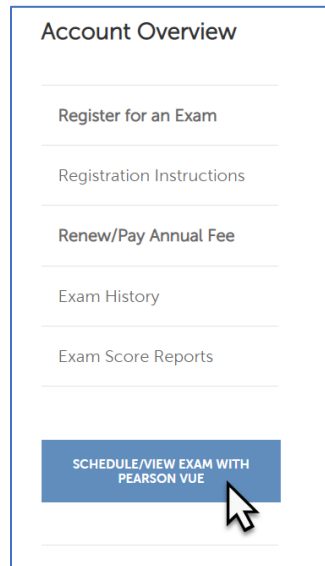 Account Overview
Register for an Exam
Registration Instructions
Renew/Pay Annual Fee
Exam History
Exam Score Reports
SCHEDULE/VIEW EXAM WITH
PEARSON VUE